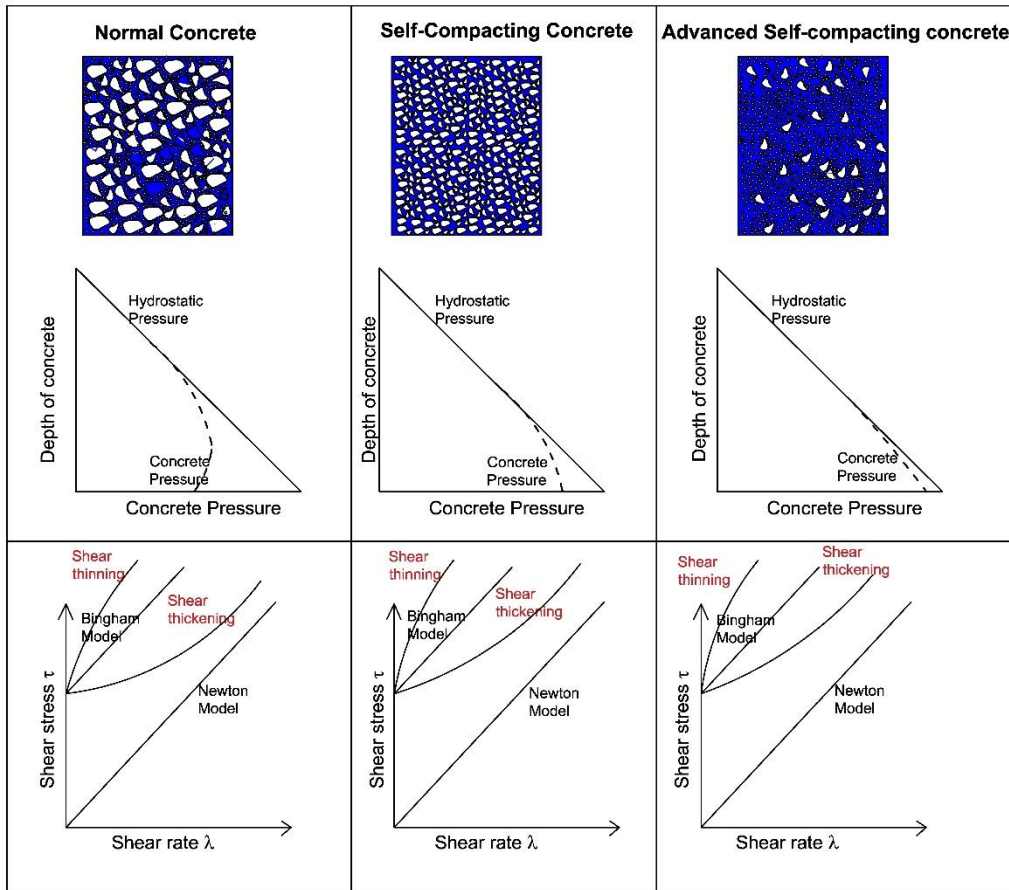 Normal Concrete
Self-Compacting Concrete
Advanced Self-compacting concrete
Depth of concrete
Hydrostatic
Pressure
Concrete
Pressure
Concrete Pressure
Depth of concrete
Hydrostatic
Pressure
Concrete
Pressure
Concrete Pressure
Depth of concrete
Hydrostatic
Pressure
Concrete
Pressure
Concrete Pressure
Shear
thinning
Bingham
Model
Shear
thickening
Newton
Model
Shear stress τ
Shear rate λ
Shear
thinning
Bingham
Model
Shear
thickening
Newton
Model
Shear stress τ
Shear rate λ
Shear
thinning
Bingham
Model
Shear
thickening
Newton
Model
Shear stress τ
Shear rate λ